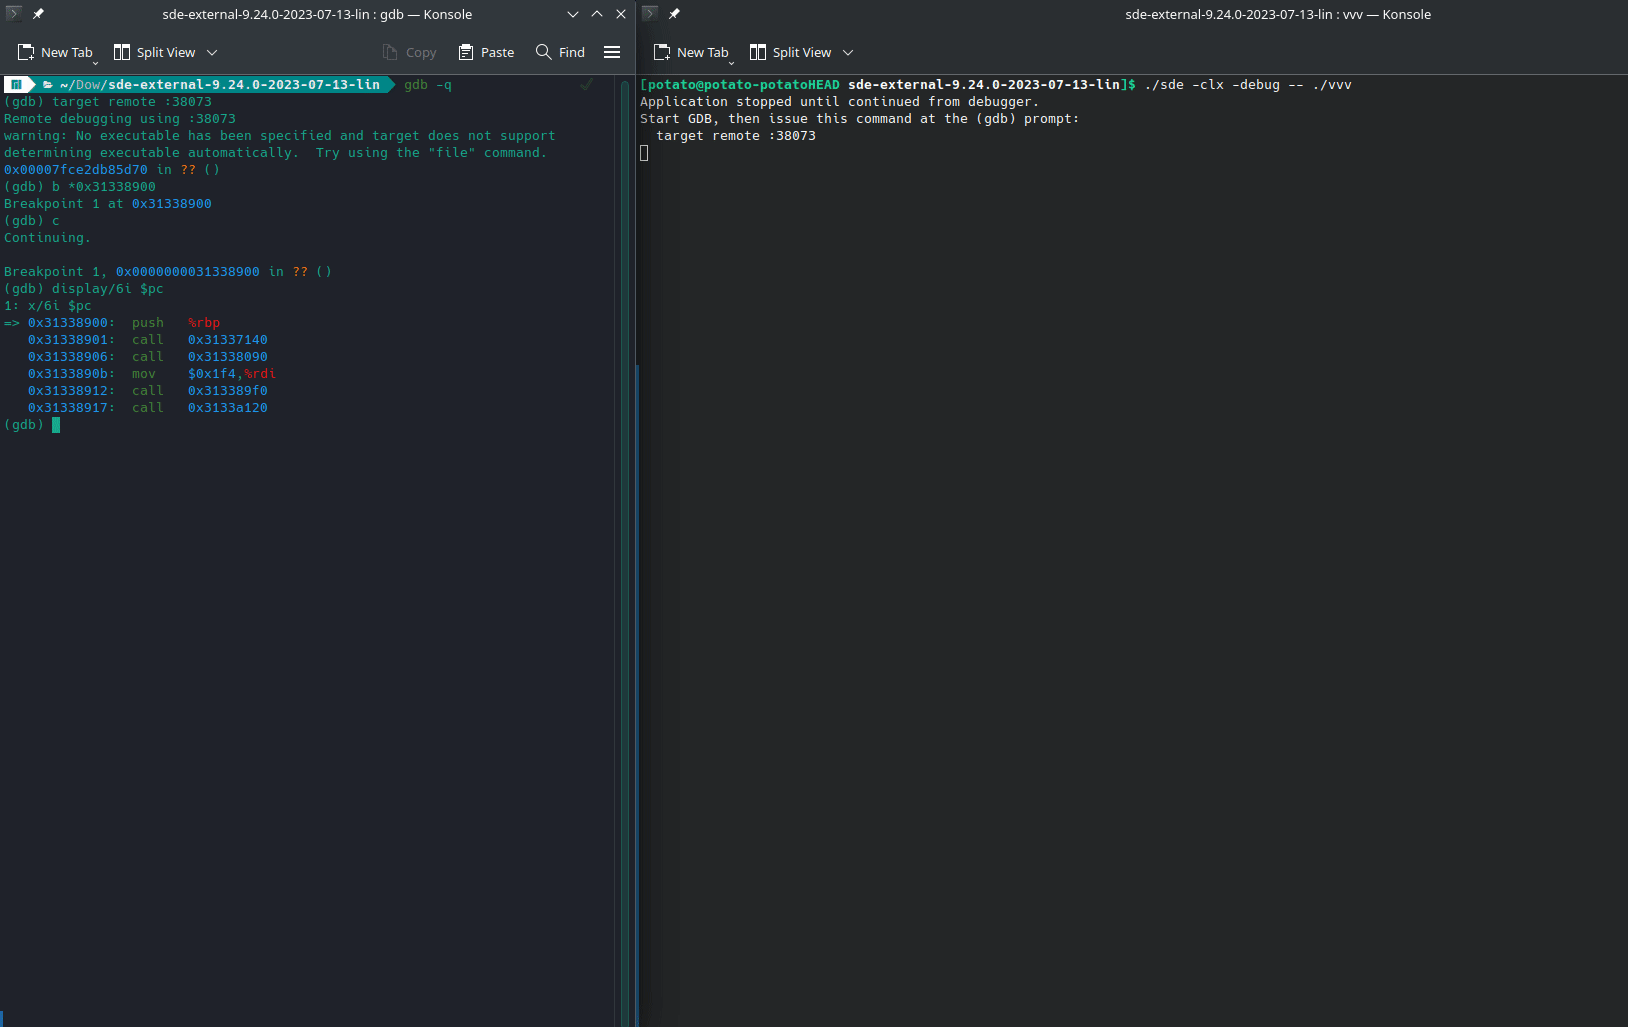 sde-external-9.24.0-2023-07-13-lin : gdb — Konsole
New Tab Split View Copy Paste Find
~/Dow/sde-external-9.24.0-2023-07-13-lin gdb -q
(gdb) target remote :38073
Remote debugging using :38073
warning: No executable has been specified and target does not support
determining executable automatically.  Try using the "file" command.
0x00007fce2db85d70 in ?? ()
(gdb) b *0x31338900
Breakpoint 1 at 0x31338900
(gdb) c
Continuing.
Breakpoint 1, 0x0000000031338900 in ?? ()
(gdb) display/6i $pc
1: x/6i $pc
=> 0x31338900:  push   %rbp
   0x31338901:  call   0x31337140
   0x31338906:  call   0x31338090
   0x3133890b:  mov    $0x1f4,%rdi
   0x31338912:  call   0x313389f0
   0x31338917:  call   0x3133a120
(gdb)
sde-external-9.24.0-2023-07-13-lin : vvv — Konsole
New Tab Split View
[potato@potato-potatoHEAD sde-external-9.24.0-2023-07-13-lin]$ ./sde -clx -debug -- ./vvv
Application stopped until continued from debugger.
Start GDB, then issue this command at the (gdb) prompt:
  target remote :38073